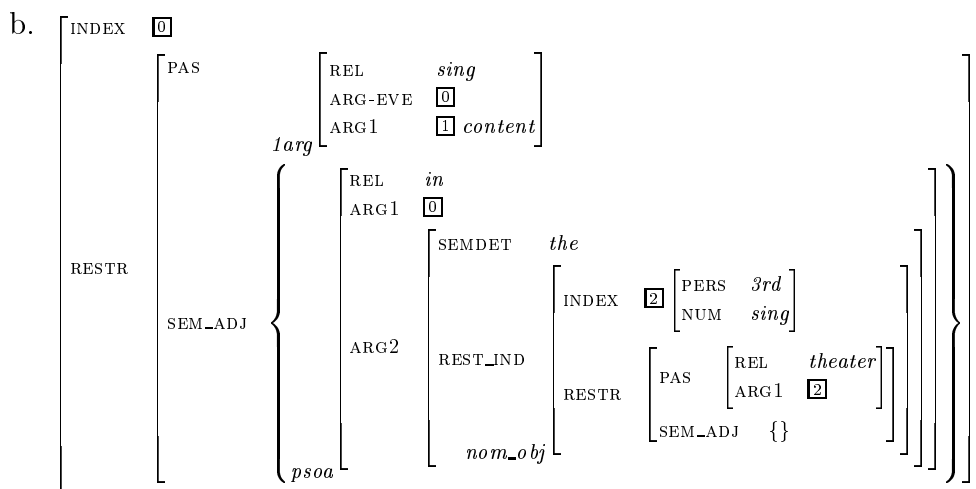 b. INDEX 0
PAS REL sing
ARG-EVE 0
ARG1 1 content
1arg
REL in
ARG1 0
SEMDET the
RESTR
INDEX 2 PERS 3rd
NUM sing
SEM_ADJ { }
ARG2 REST_IND
PAS REL theater
RESTR ARG1 2
SEM_ADJ {}
nom_obj
psoa